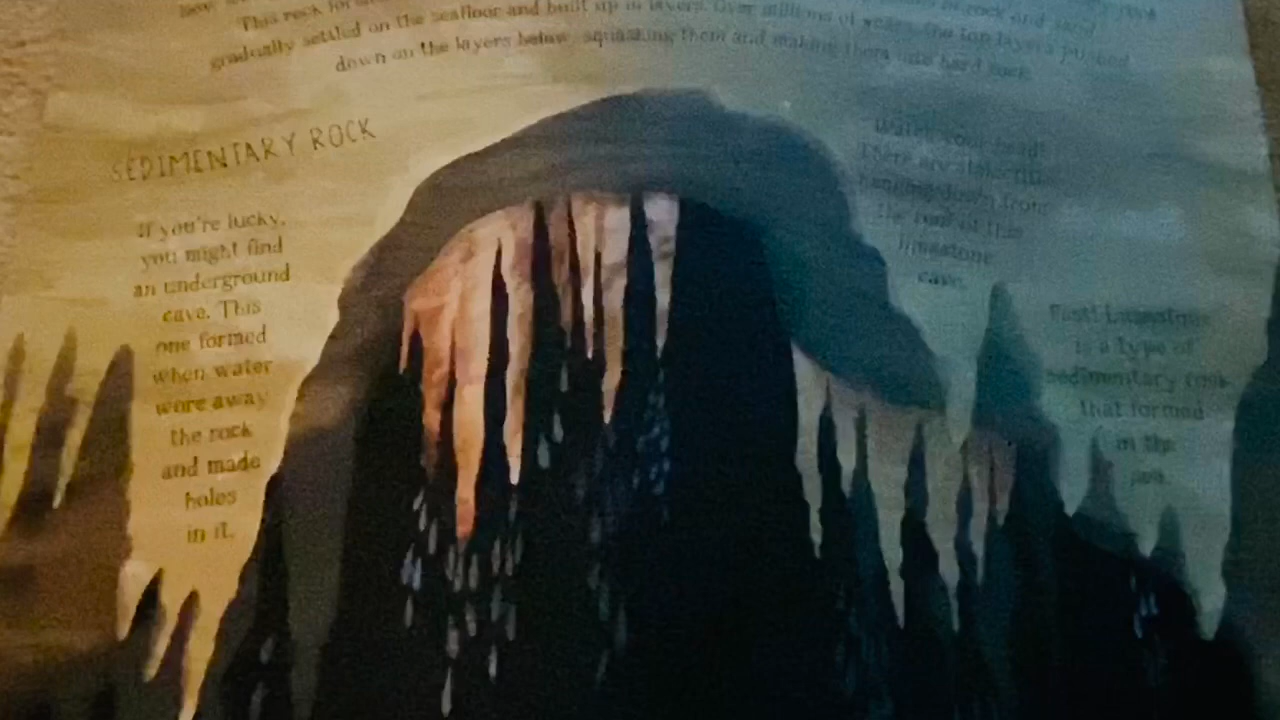 This rock
gradually settled on the seafloor and built up in layers. Over millions of years, the top layers pushed
down on the layers below, squashing them and making them into hard rock.
SEDIMENTARY ROCK
If you're lucky,
you might find
an underground
cave. This
one formed
when water
wore away
the rock
and made
holes
in it.
Watch your head!
There are stalactites
hanging down from
the roof of this
limestone
cave.
Fact! Limestone
is a type of
sedimentary rock
that formed
in the
sea.